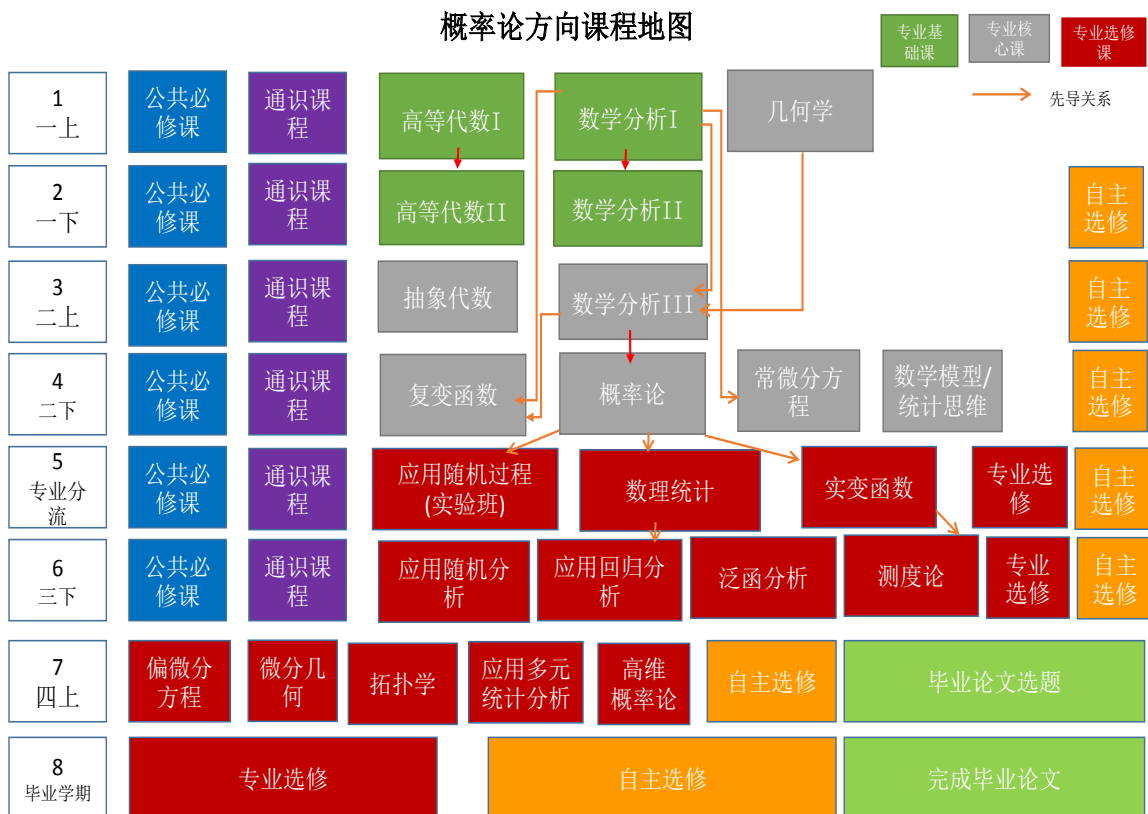 概率论方向课程地图
专业基
础课
专业核
心课
专业选修
课
先导关系
1
一上
公共必
修课
通识课
程
高等代数I
数学分析I
几何学
2
一下
公共必
修课
通识课
程
高等代数II
数学分析II
自主
选修
3
二上
公共必
修课
通识课
程
抽象代数
数学分析III
自主
选修
4
二下
公共必
修课
通识课
程
复变函数
概率论
常微分方
程
数学模型/
统计思维
自主
选修
5
专业分
流
公共必
修课
通识课
程
应用随机过程
(实验班)
数理统计
实变函数
专业选
修
自主
选修
6
三下
公共必
修课
通识课
程
应用随机分
析
应用回归分
析
泛函分析
测度论
专业
选修
自主
选修
7
四上
偏微分
方程
微分几
何
拓扑学
应用多元
统计分析
高维
概率论
自主选修
毕业论文选题
8
毕业学期
专业选修
自主选修
完成毕业论文